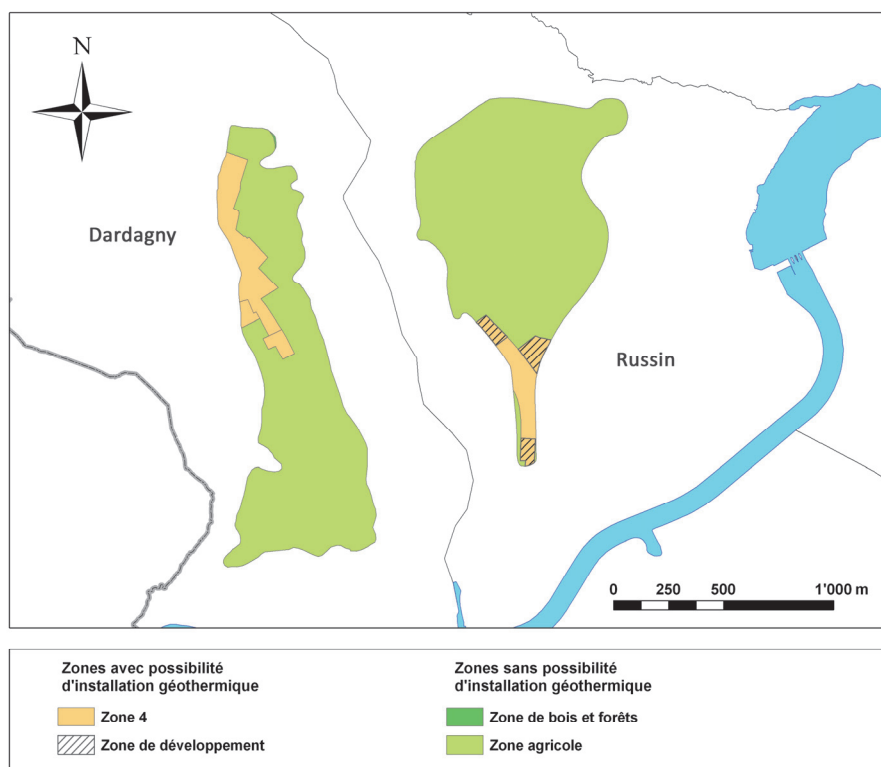 N
Dardagny
Russin
0 250 500 1'000 m
Zones avec possibilité
d'installation géothermique
Zone 4
Zone de développement
Zones sans possibilité
d'installation géothermique
Zone de bois et forêts
Zone agricole